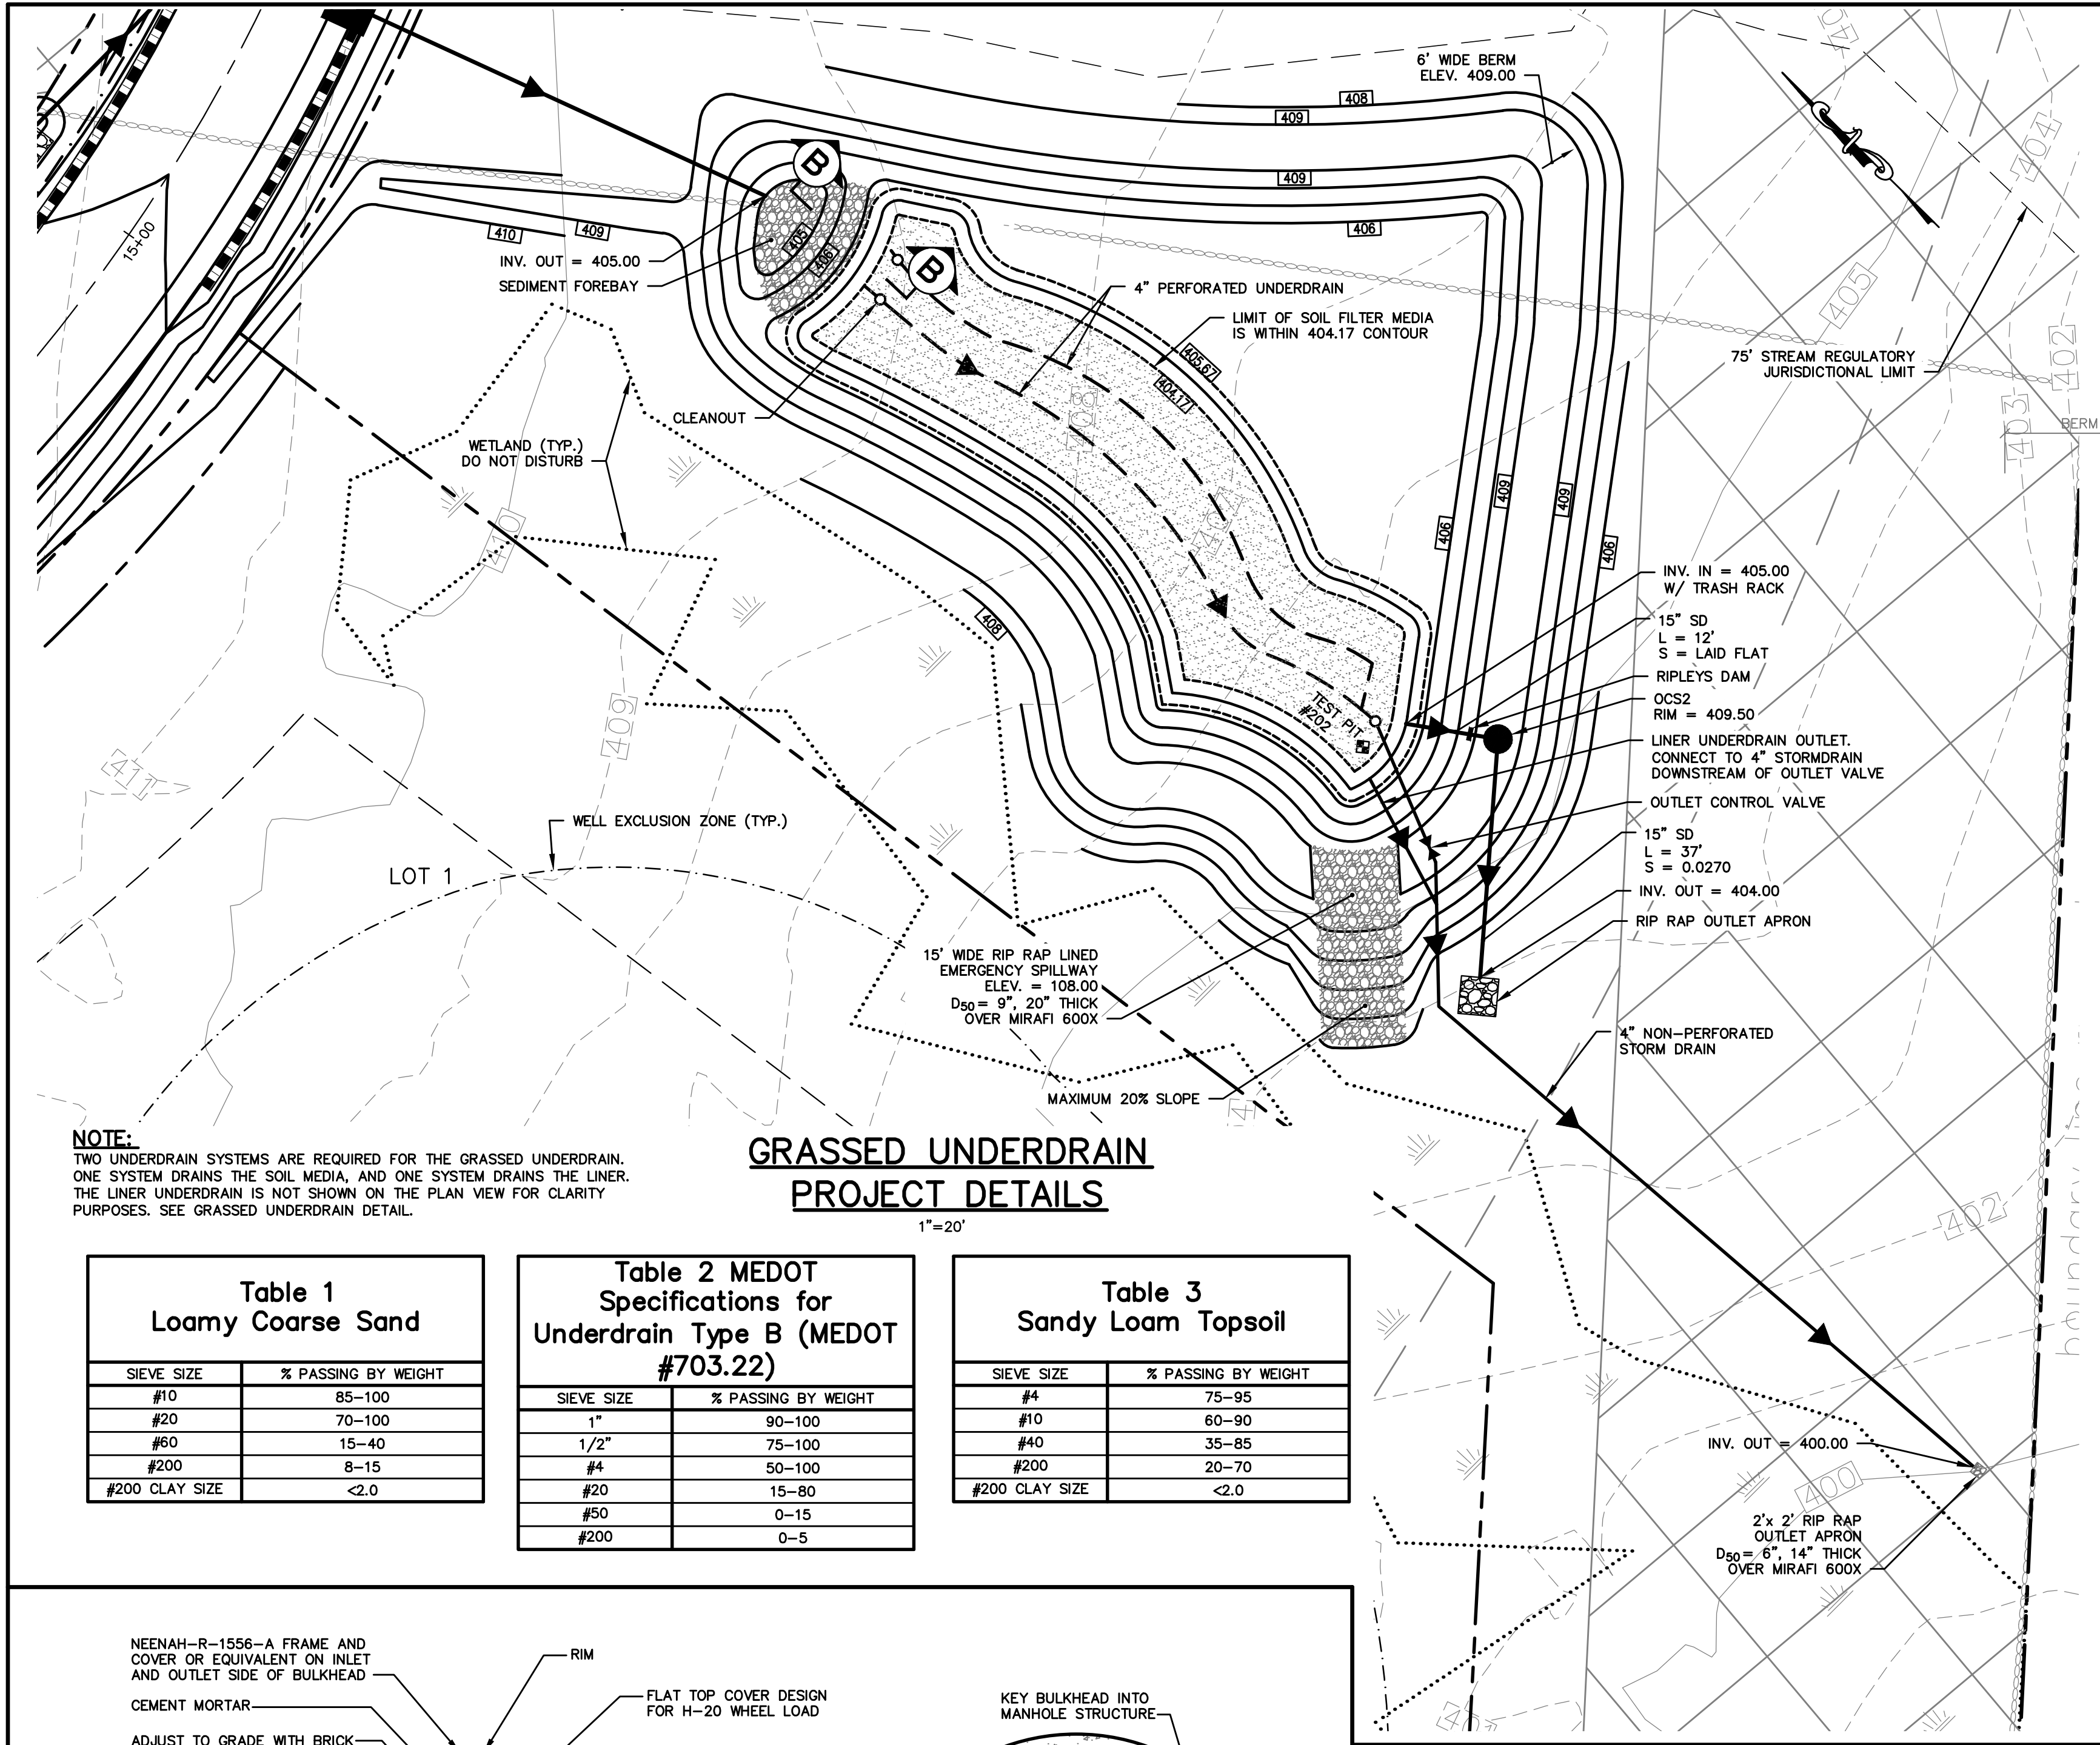 6' WIDE BERM
ELEV. 409.00
408
409
409
406
404
405
402
403
BERM
15+00
410
409
B
405
406
B
INV. OUT = 405.00
SEDIMENT FOREBAY
4" PERFORATED UNDERDRAIN
LIMIT OF SOIL FILTER MEDIA
IS WITHIN 404.17 CONTOUR
405.67
404.17
75' STREAM REGULATORY
JURISDICTIONAL LIMIT
CLEANOUT
408
WETLAND (TYP.)
DO NOT DISTURB
410
407
409
409
406
406
408
INV. IN = 405.00
W/ TRASH RACK
15" SD
L = 12'
S = LAID FLAT
RIPLEYS DAM
OCS2
RIM = 409.50
LINER UNDERDRAIN OUTLET.
CONNECT TO 4" STORMDRAIN
DOWNSTREAM OF OUTLET VALVE
OUTLET CONTROL VALVE
15" SD
L = 37'
S = 0.0270
INV. OUT = 404.00
RIP RAP OUTLET APRON
TEST PIT
#202
409
411
WELL EXCLUSION ZONE (TYP.)
LOT 1
15' WIDE RIP RAP LINED
EMERGENCY SPILLWAY
ELEV. = 108.00
D50= 9", 20" THICK
OVER MIRAFI 600X
MAXIMUM 20% SLOPE
4" NON-PERFORATED
STORM DRAIN
402
INV. OUT = 400.00
400
2'x 2' RIP RAP
OUTLET APRON
D50= 6", 14" THICK
OVER MIRAFI 600X
NOTE:
TWO UNDERDRAIN SYSTEMS ARE REQUIRED FOR THE GRASSED UNDERDRAIN.
ONE SYSTEM DRAINS THE SOIL MEDIA, AND ONE SYSTEM DRAINS THE LINER.
THE LINER UNDERDRAIN IS NOT SHOWN ON THE PLAN VIEW FOR CLARITY
PURPOSES. SEE GRASSED UNDERDRAIN DETAIL.
GRASSED UNDERDRAIN
PROJECT DETAILS
1"=20'
Table 1
Loamy Coarse Sand
SIEVE SIZE % PASSING BY WEIGHT
#10 85-100
#20 70-100
#60 15-40
#200 8-15
#200 CLAY SIZE <2.0
Table 2 MEDOT
Specifications for
Underdrain Type B (MEDOT
#703.22)
SIEVE SIZE % PASSING BY WEIGHT
1" 90-100
1/2" 75-100
#4 50-100
#20 15-80
#50 0-15
#200 0-5
Table 3
Sandy Loam Topsoil
SIEVE SIZE % PASSING BY WEIGHT
#4 75-95
#10 60-90
#40 35-85
#200 20-70
#200 CLAY SIZE <2.0
NEENAH-R-1556-A FRAME AND
COVER OR EQUIVALENT ON INLET
AND OUTLET SIDE OF BULKHEAD
CEMENT MORTAR
ADJUST TO GRADE WITH BRICK
RIM
FLAT TOP COVER DESIGN
FOR H-20 WHEEL LOAD
KEY BULKHEAD INTO
MANHOLE STRUCTURE